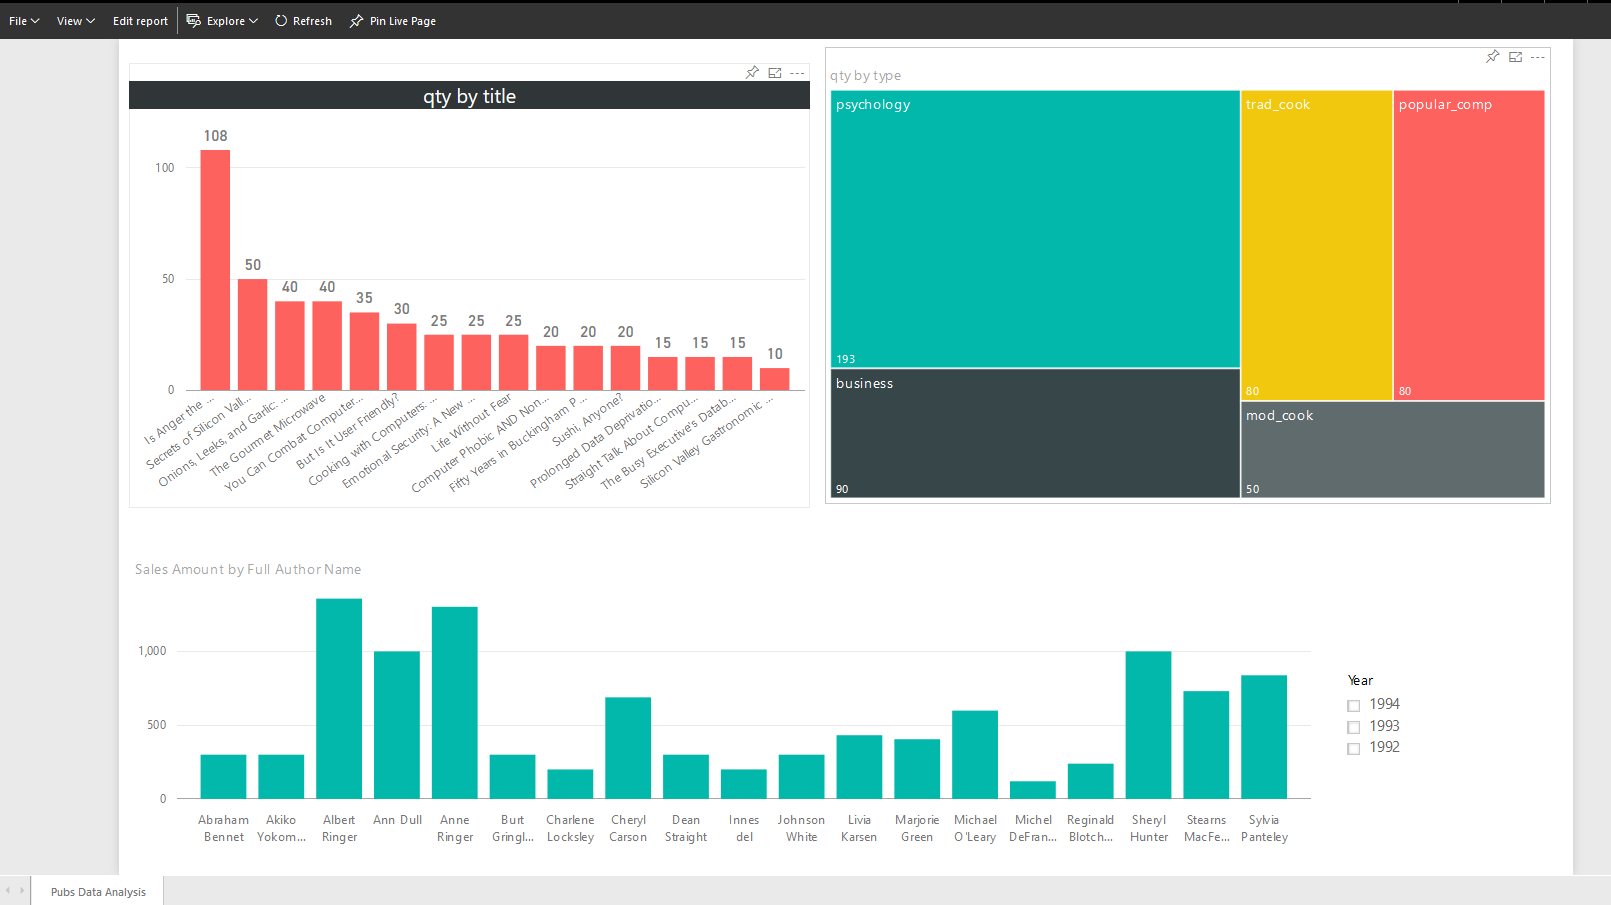 File View Edit report Explore Refresh Pin Live Page
qty by title
108
100
50
50
40 40 35 30 25 25 25 20 20 20 15 15 15 10
0
Is Anger the ...
Secrets of Silicon Vall...
Onions, Leeks, and Garlic: ...
The Gourmet Microwave
You Can Combat Computer...
But Is It User Friendly?
Cooking with Computers: ...
Emotional Security: A New ...
Life Without Fear
Computer Phobic AND Non...
Fifty Years in Buckingham P...
Sushi, Anyone?
Prolonged Data Deprivatio...
Straight Talk About Compu...
The Busy Executive's Datab...
Silicon Valley Gastronomic ...
qty by type
psychology
193
trad_cook
80
popular_comp
80
business
90
mod_cook
50
Sales Amount by Full Author Name
1,000
500
0
Abraham
Bennet
Akiko
Yokom...
Albert
Ringer
Ann Dull
Anne
Ringer
Burt
Gringl...
Charlene
Locksley
Cheryl
Carson
Dean
Straight
Innes
del
Johnson
White
Livia
Karsen
Marjorie
Green
Michael
O'Leary
Michel
DeFran...
Reginald
Blotch...
Sheryl
Hunter
Stearns
MacFe...
Sylvia
Panteley
Year
1994
1993
1992
Pubs Data Analysis